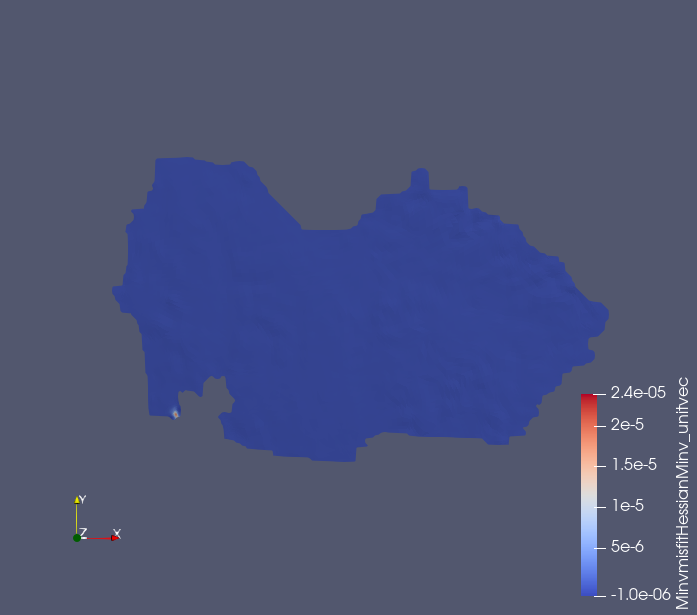 2.4e-05
2e-5
1.5e-5
1e-5
5e-6
-1.0e-06
MinvmisfitHessianMinv_unitvec
Y
Z
X